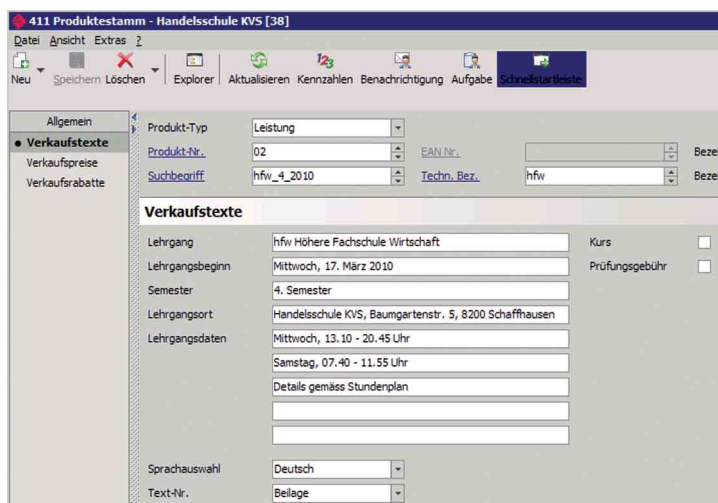 411 Produktestamm - Handelsschule KVS [38]
Datei Ansicht Extras ?
Neu Speichern Löschen Explorer Aktualisieren Kennzahlen Benachrichtigung Aufgabe Schnellstartleiste
Allgemein
Verkaufstexte
Verkaufspreise
Verkaufsrabatte
Produkt-Typ Leistung
Produkt-Nr. 02 EAN Nr. Beze
Suchbegriff hfw_4_2010 Techn. Bez. hfw Beze
Verkaufstexte
Lehrgang hfw Höhere Fachschule Wirtschaft Kurs
Lehrgangsbeginn Mittwoch, 17. März 2010 Prüfungsgebühr
Semester 4. Semester
Lehrgangsort Handelsschule KVS, Baumgartenstr. 5, 8200 Schaffhausen
Lehrgangsdaten Mittwoch, 13.10 - 20.45 Uhr
Samstag, 07.40 - 11.55 Uhr
Details gemäss Stundenplan
Sprachauswahl Deutsch
Text-Nr. Beilage